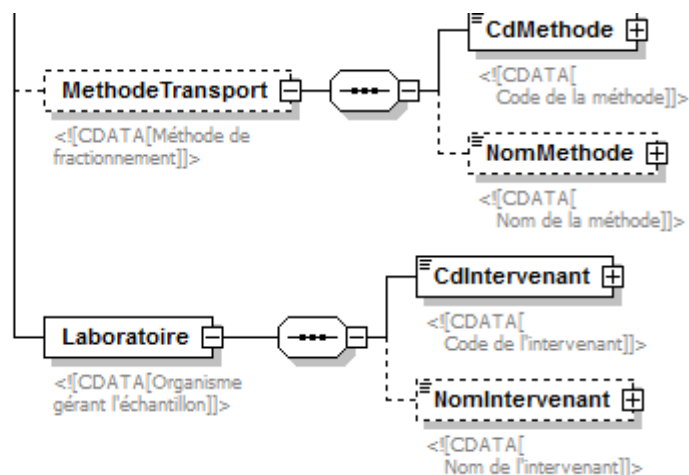 CdMethode
<![CDATA[
Code de la méthode]]>
MethodeTransport
<![CDATA[Méthode de
fractionnement]]>
NomMethode
<![CDATA[
Nom de la méthode]]>
CdIntervenant
<![CDATA[
Code de l'intervenant]]>
Laboratoire
<![CDATA[Organisme
gérant l'échantillon]]>
NomIntervenant
<![CDATA[
Nom de l'intervenant]]>